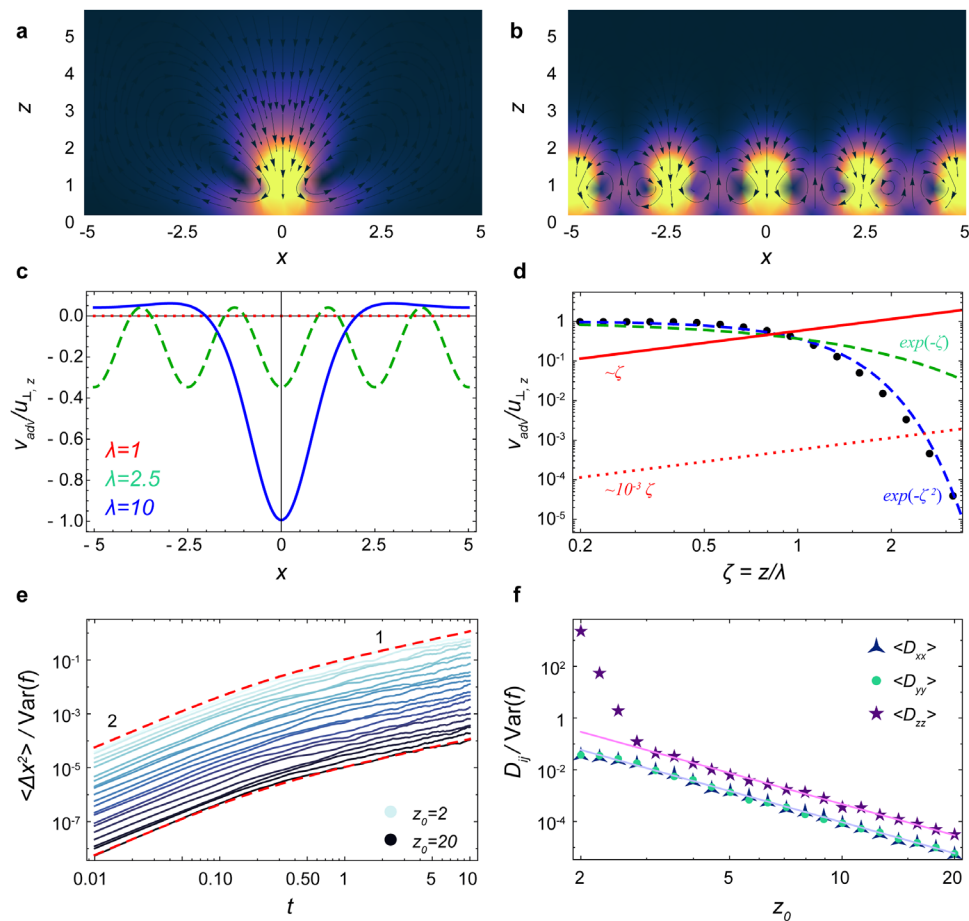 a
z
5
4
3
2
1
0
-5
-2.5
0
2.5
5
x
b
z
5
4
3
2
1
0
-5
-2.5
0
2.5
5
x
c
v_adv/u_⊥, z
0.0
- 0.2
- 0.4
- 0.6
- 0.8
- 1.0
λ=1
λ=2.5
λ=10
- 5
- 2.5
0
2.5
5
x
d
v_adv/u_⊥, z
1
10^-1
10^-2
10^-3
10^-4
10^-5
exp(-ζ)
~ζ
~10^-3 ζ
exp(-ζ^2)
0.2
0.5
1
2
ζ = z/λ
e
<Δx^2> / Var(f)
10^-1
10^-3
10^-5
10^-7
1
2
z_0=2
z_0=20
0.01
0.10
0.50
1
5
10
t
f
D_ij/ Var(f)
10^2
1
10^-2
10^-4
<D_xx>
<D_yy>
<D_zz>
2
5
10
20
z_0